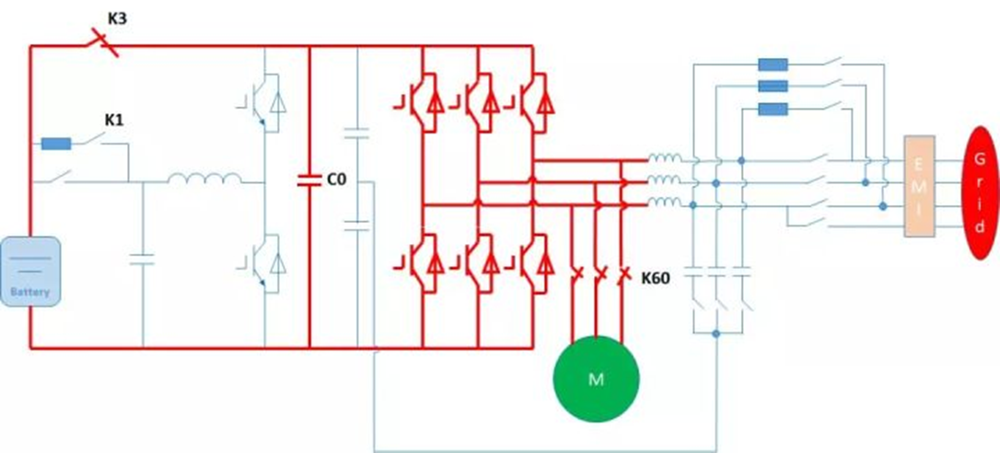 K3
K1
C0
Battery
K60
M
EMI
Grid